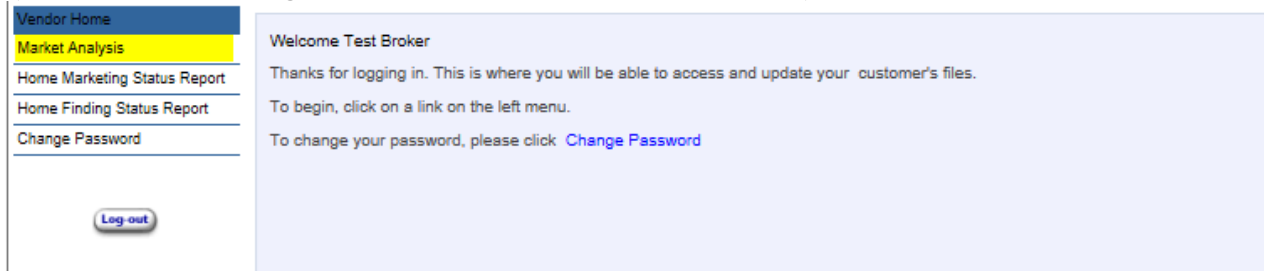 Vendor Home
Market Analysis
Home Marketing Status Report
Home Finding Status Report
Change Password
Log-out
Welcome Test Broker
Thanks for logging in. This is where you will be able to access and update your customer's files.
To begin, click on a link on the left menu.
To change your password, please click Change Password